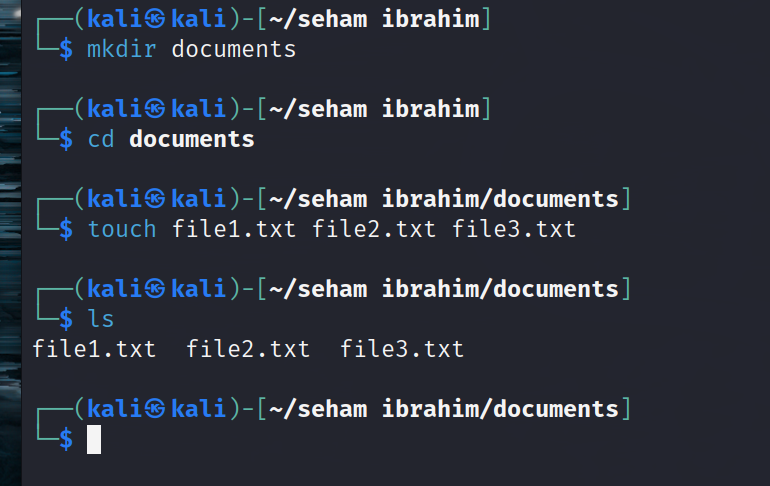 ┌──(kali㉿kali)-[~/seham ibrahim]
└─$ mkdir documents
┌──(kali㉿kali)-[~/seham ibrahim]
└─$ cd documents
┌──(kali㉿kali)-[~/seham ibrahim/documents]
└─$ touch file1.txt file2.txt file3.txt
┌──(kali㉿kali)-[~/seham ibrahim/documents]
└─$ ls
file1.txt  file2.txt  file3.txt
┌──(kali㉿kali)-[~/seham ibrahim/documents]
└─$